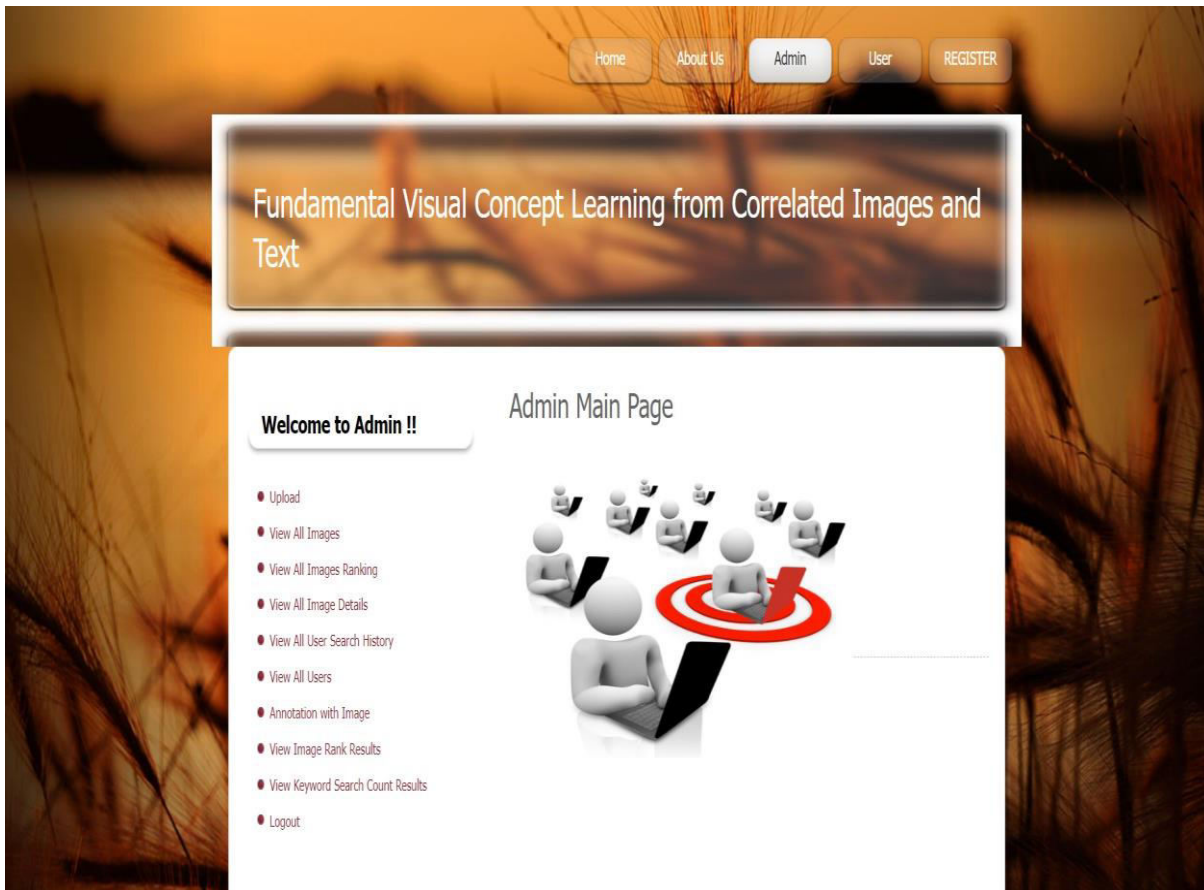 Home
About Us
Admin
User
REGISTER
Fundamental Visual Concept Learning from Correlated Images and
Text
Welcome to Admin !!
Upload
View All Images
View All Images Ranking
View All Image Details
View All User Search History
View All Users
Annotation with Image
View Image Rank Results
View Keyword Search Count Results
Logout
Admin Main Page